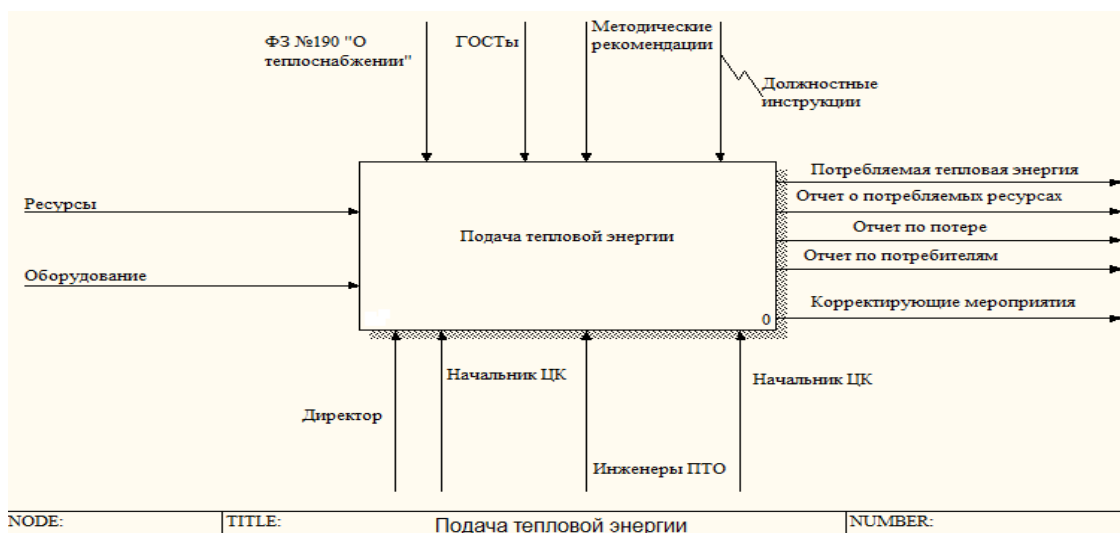 ФЗ №190 "О
теплоснабжении"
ГОСТы
Методические
рекомендации
Должностные
инструкции
Ресурсы
Оборудование
Подача тепловой энергии
0
Потребляемая тепловая энергия
Отчет о потребляемых ресурсах
Отчет по потере
Отчет по потребителям
Корректирующие мероприятия
Директор
Начальник ЦК
Инженеры ПТО
Начальник ЦК
NODE:
TITLE:
Подача тепловой энергии
NUMBER: